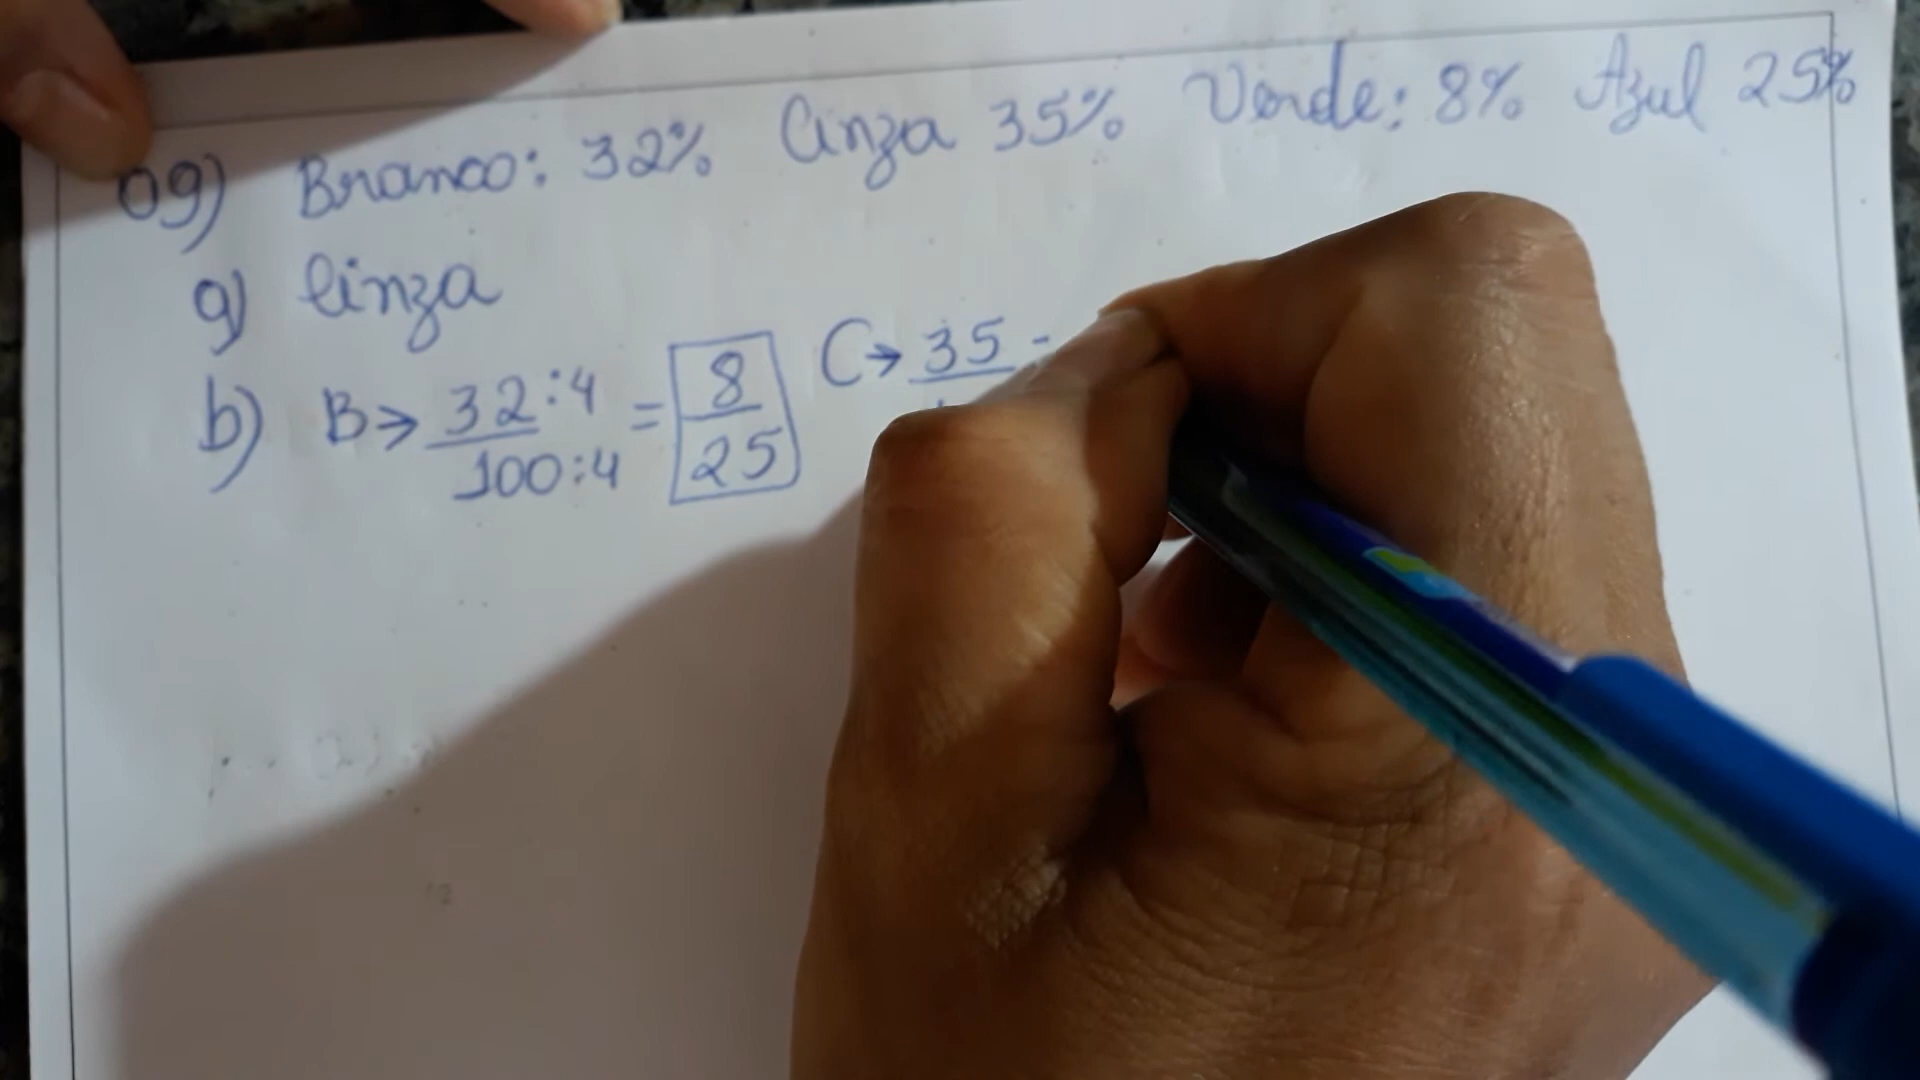 09) Branco: 32% Cinza 35% Verde: 8% Azul 25%
a) Cinza
b) B→ 32:4 / 100:4 = 8 / 25 C→ 35